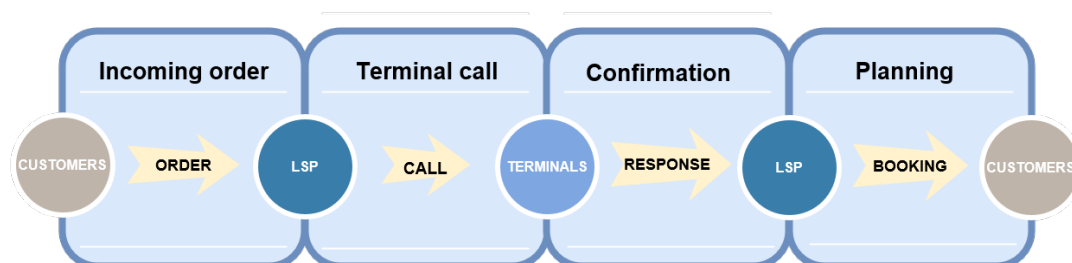 Incoming order
Terminal call
Confirmation
Planning
CUSTOMERS
ORDER
LSP
CALL
TERMINALS
RESPONSE
LSP
BOOKING
CUSTOMERS